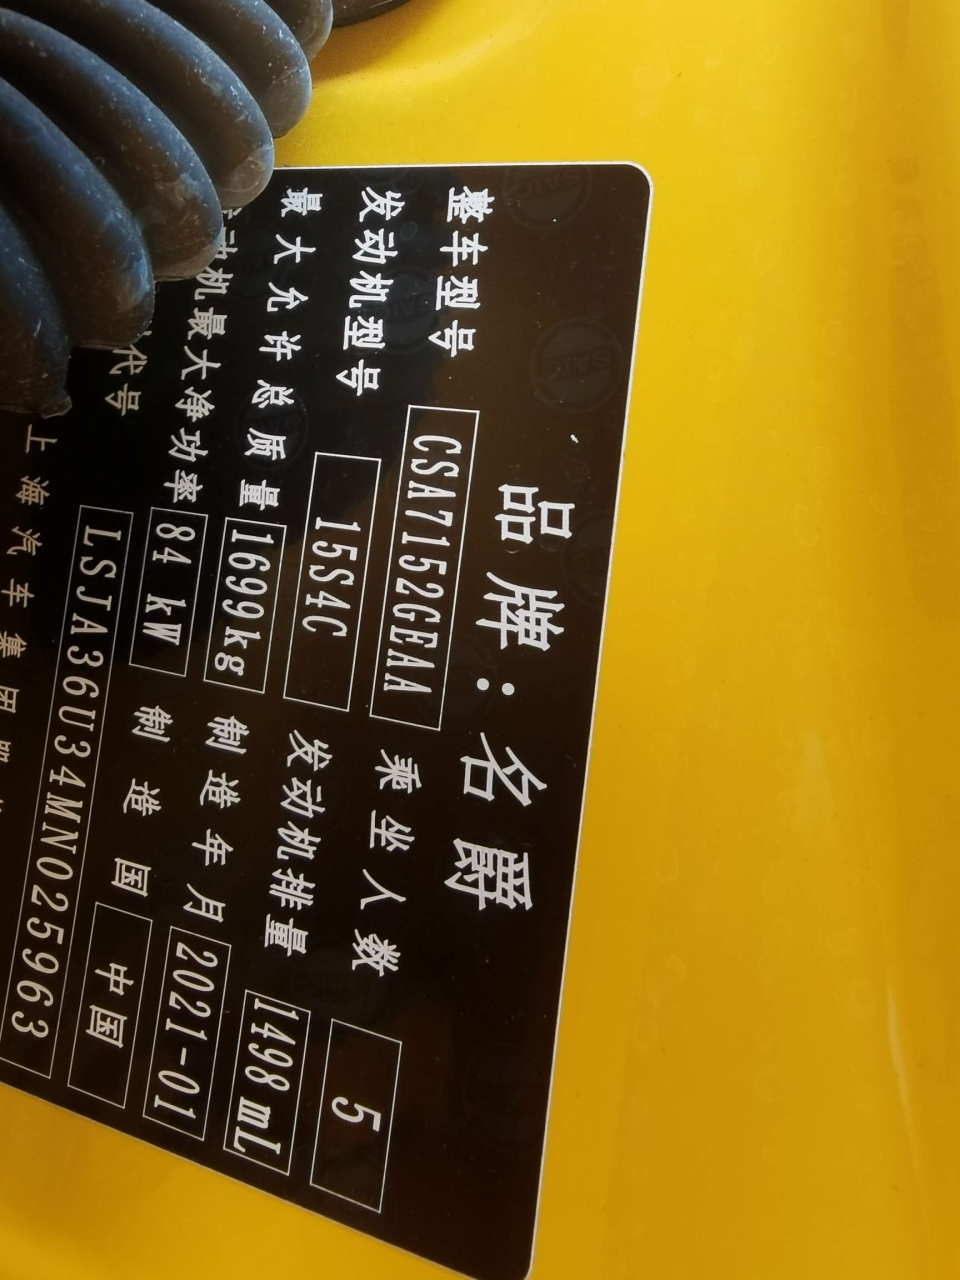 品牌：名爵
整车型号 CSA7152GEAA 乘坐人数 5
发动机型号 15S4C 发动机排量 1498 mL
最大允许总质量 1699kg 制造年月 2021-01
动机最大净功率 84 kW 制造国 中国
代号 LSJA36U34MN025963
上海汽车集团